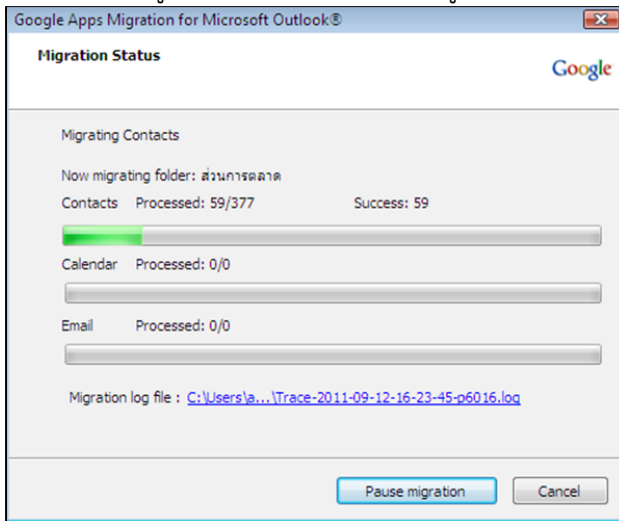 Google Apps Migration for Microsoft Outlook®
Migration Status
Google
Migrating Contacts
Now migrating folder: ส่วนการตลาด
Contacts Processed: 59/377 Success: 59
Calendar Processed: 0/0
Email Processed: 0/0
Migration log file : C:\Users\a...\Trace-2011-09-12-16-23-45-p6016.log
Pause migration Cancel